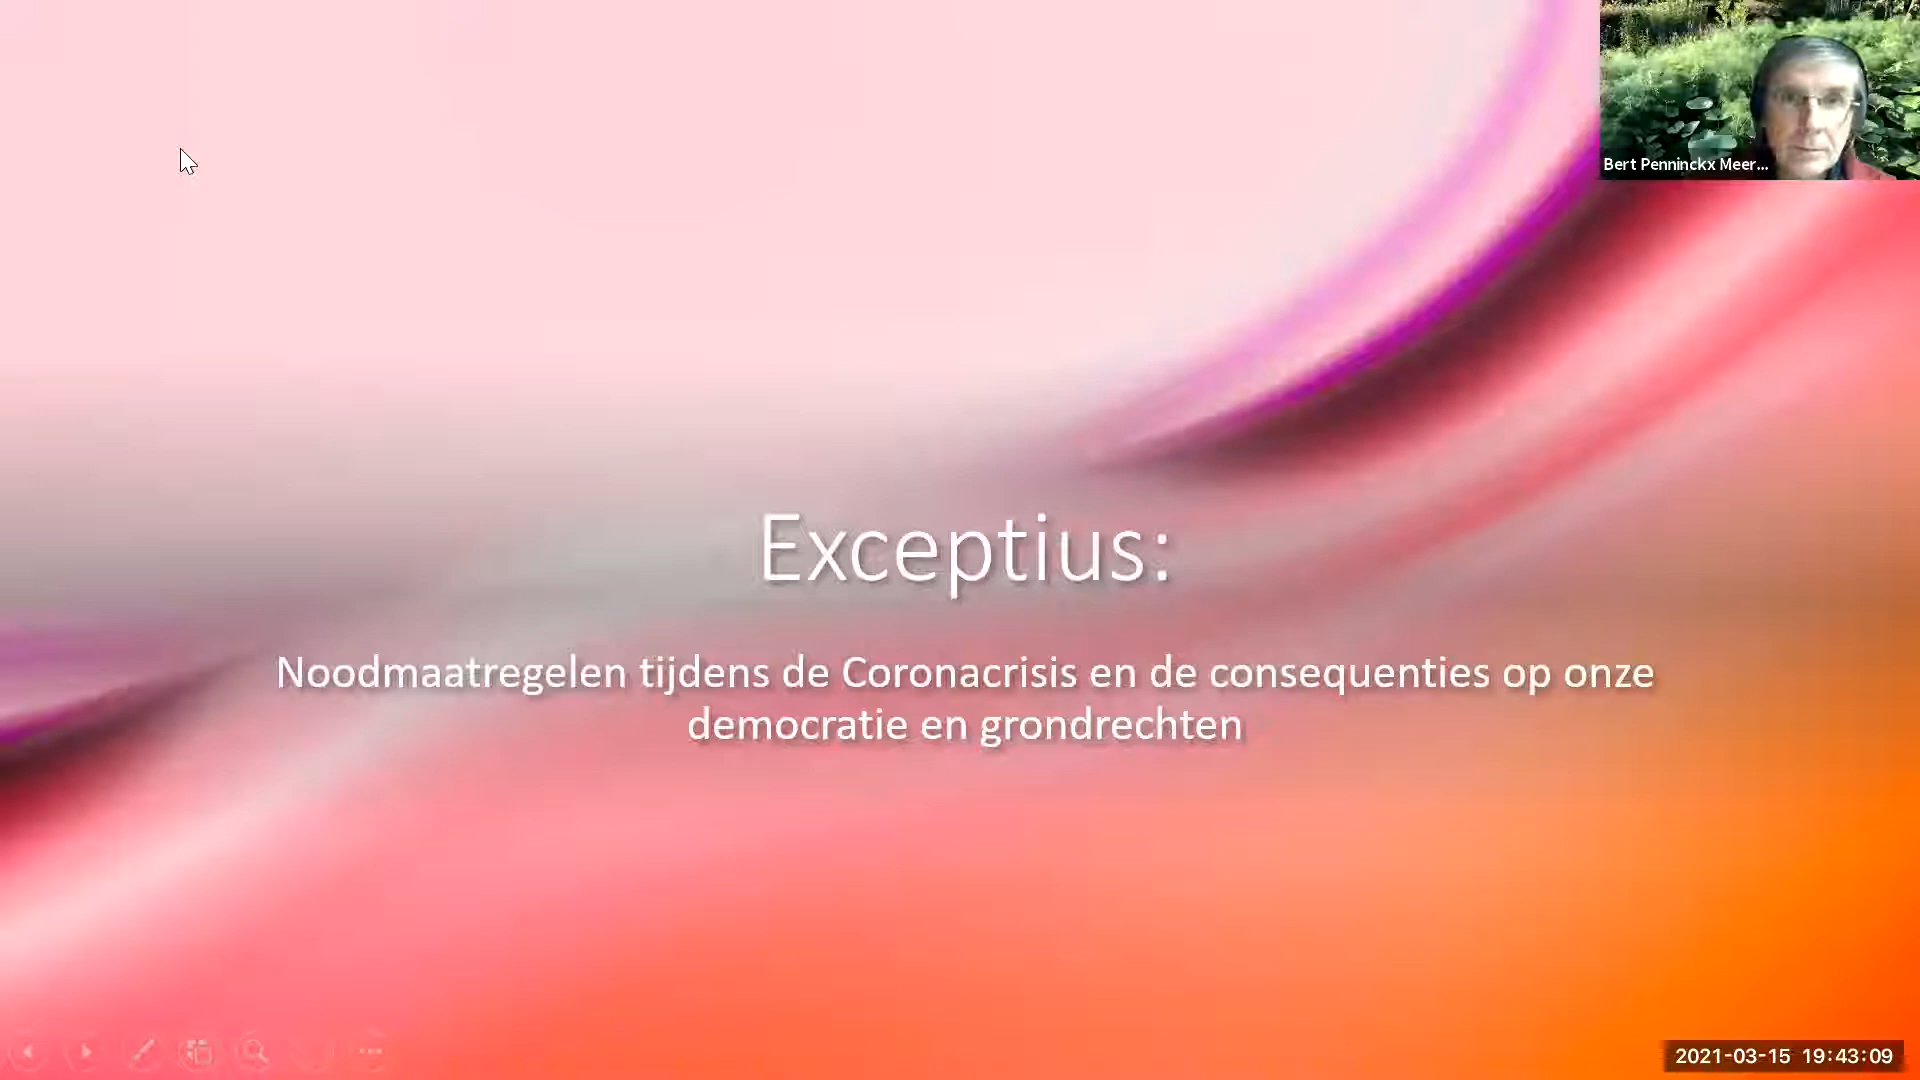 Bert Penninckx Meer...
Exceptius:
Noodmaatregelen tijdens de Coronacrisis en de consequenties op onze
democratie en grondrechten
2021-03-15 19:43:09